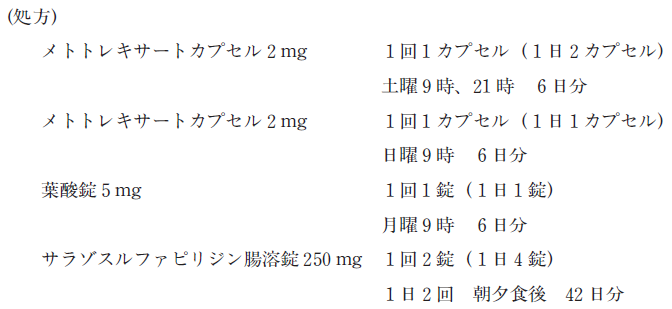 (処方)
メトトレキサートカプセル 2 mg 1回1カプセル(1日2カプセル)
土曜9時、21時 6日分
メトトレキサートカプセル 2 mg 1回1カプセル(1日1カプセル)
日曜9時 6日分
葉酸錠 5 mg 1回1錠(1日1錠)
月曜9時 6日分
サラゾスルファピリジン腸溶錠 250 mg 1回2錠(1日4錠)
1日2回 朝夕食後 42日分